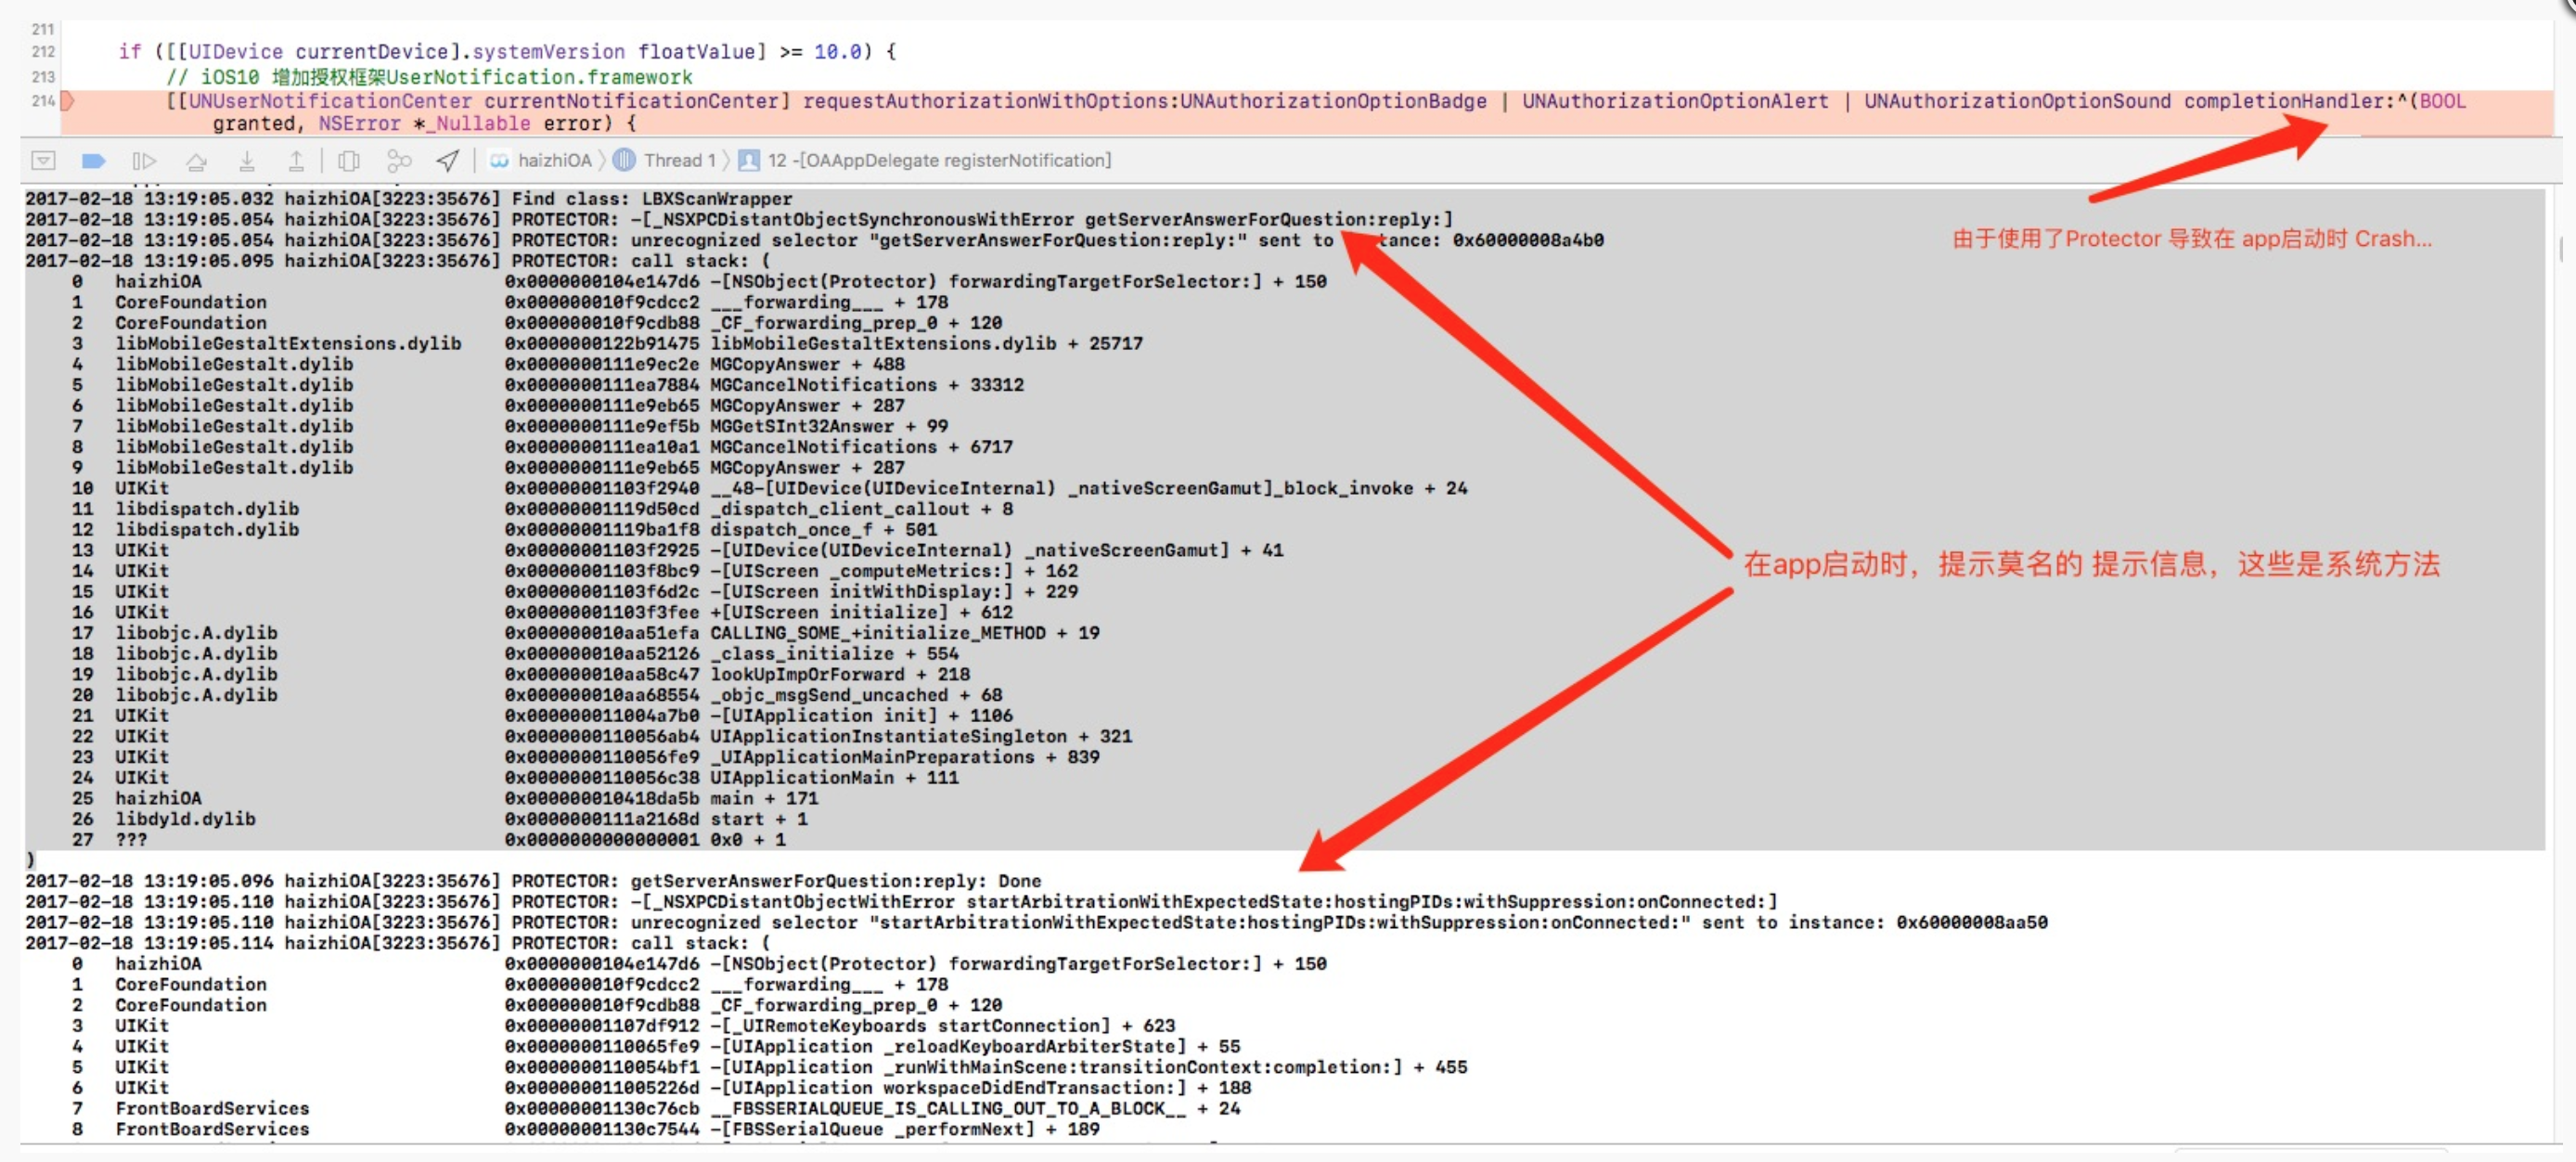 211
212 if ([[UIDevice currentDevice].systemVersion floatValue] >= 10.0) {
213 // iOS10 增加授权框架UserNotification.framework
214 [[UNUserNotificationCenter currentNotificationCenter] requestAuthorizationWithOptions:UNAuthorizationOptionBadge | UNAuthorizationOptionAlert | UNAuthorizationOptionSound completionHandler:^(BOOL
granted, NSError *_Nullable error) {
haizhiOA 〉 Thread 1 〉 12 -[OAAppDelegate registerNotification]
2017-02-18 13:19:05.032 haizhiOA[3223:35676] Find class: LBXScanWrapper
2017-02-18 13:19:05.054 haizhiOA[3223:35676] PROTECTOR: -[_NSXPCDistantObjectSynchronousWithError getServerAnswerForQuestion:reply:]
2017-02-18 13:19:05.054 haizhiOA[3223:35676] PROTECTOR: unrecognized selector "getServerAnswerForQuestion:reply:" sent to tance: 0x60000008a4b0
由于使用了Protector 导致在 app启动时 Crash...
2017-02-18 13:19:05.095 haizhiOA[3223:35676] PROTECTOR: call stack: (
0 haizhiOA 0x0000000104e147d6 -[NSObject(Protector) forwardingTargetForSelector:] + 150
1 CoreFoundation 0x000000010f9cdcc2 ___forwarding___ + 178
2 CoreFoundation 0x000000010f9cdb88 _CF_forwarding_prep_0 + 120
3 libMobileGestaltExtensions.dylib 0x0000000122b91475 libMobileGestaltExtensions.dylib + 25717
4 libMobileGestalt.dylib 0x0000000111e9ec2e MGCopyAnswer + 488
5 libMobileGestalt.dylib 0x0000000111ea7884 MGCancelNotifications + 33312
6 libMobileGestalt.dylib 0x0000000111e9eb65 MGCopyAnswer + 287
7 libMobileGestalt.dylib 0x0000000111e9ef5b MGGetSInt32Answer + 99
8 libMobileGestalt.dylib 0x0000000111ea10a1 MGCancelNotifications + 6717
9 libMobileGestalt.dylib 0x0000000111e9eb65 MGCopyAnswer + 287
10 UIKit 0x00000001103f2940 __48-[UIDevice(UIDeviceInternal) _nativeScreenGamut]_block_invoke + 24
11 libdispatch.dylib 0x00000001119d50cd _dispatch_client_callout + 8
12 libdispatch.dylib 0x00000001119ba1f8 dispatch_once_f + 501
13 UIKit 0x00000001103f2925 -[UIDevice(UIDeviceInternal) _nativeScreenGamut] + 41
14 UIKit 0x00000001103f8bc9 -[UIScreen _computeMetrics:] + 162
在app启动时，提示莫名的 提示信息，这些是系统方法
15 UIKit 0x00000001103f6d2c -[UIScreen initWithDisplay:] + 229
16 UIKit 0x00000001103f3fee +[UIScreen initialize] + 612
17 libobjc.A.dylib 0x000000010aa51efa CALLING_SOME_+initialize_METHOD + 19
18 libobjc.A.dylib 0x000000010aa52126 _class_initialize + 554
19 libobjc.A.dylib 0x000000010aa58c47 lookUpImpOrForward + 218
20 libobjc.A.dylib 0x000000010aa68554 _objc_msgSend_uncached + 68
21 UIKit 0x000000011004a7b0 -[UIApplication init] + 1106
22 UIKit 0x0000000110056ab4 UIApplicationInstantiateSingleton + 321
23 UIKit 0x0000000110056fe9 _UIApplicationMainPreparations + 839
24 UIKit 0x0000000110056c38 UIApplicationMain + 111
25 haizhiOA 0x000000010418da5b main + 171
26 libdyld.dylib 0x0000000111a2168d start + 1
27 ??? 0x0000000000000001 0x0 + 1
)
2017-02-18 13:19:05.096 haizhiOA[3223:35676] PROTECTOR: getServerAnswerForQuestion:reply: Done
2017-02-18 13:19:05.110 haizhiOA[3223:35676] PROTECTOR: -[_NSXPCDistantObjectWithError startArbitrationWithExpectedState:hostingPIDs:withSuppression:onConnected:]
2017-02-18 13:19:05.110 haizhiOA[3223:35676] PROTECTOR: unrecognized selector "startArbitrationWithExpectedState:hostingPIDs:withSuppression:onConnected:" sent to instance: 0x60000008aa50
2017-02-18 13:19:05.114 haizhiOA[3223:35676] PROTECTOR: call stack: (
0 haizhiOA 0x0000000104e147d6 -[NSObject(Protector) forwardingTargetForSelector:] + 150
1 CoreFoundation 0x000000010f9cdcc2 ___forwarding___ + 178
2 CoreFoundation 0x000000010f9cdb88 _CF_forwarding_prep_0 + 120
3 UIKit 0x00000001107df912 -[_UIRemoteKeyboards startConnection] + 623
4 UIKit 0x0000000110065fe9 -[UIApplication _reloadKeyboardArbiterState] + 55
5 UIKit 0x0000000110054bf1 -[UIApplication _runWithMainScene:transitionContext:completion:] + 455
6 UIKit 0x000000011005226d -[UIApplication workspaceDidEndTransaction:] + 188
7 FrontBoardServices 0x00000001130c76cb __FBSSERIALQUEUE_IS_CALLING_OUT_TO_A_BLOCK__ + 24
8 FrontBoardServices 0x00000001130c7544 -[FBSSerialQueue _performNext] + 189